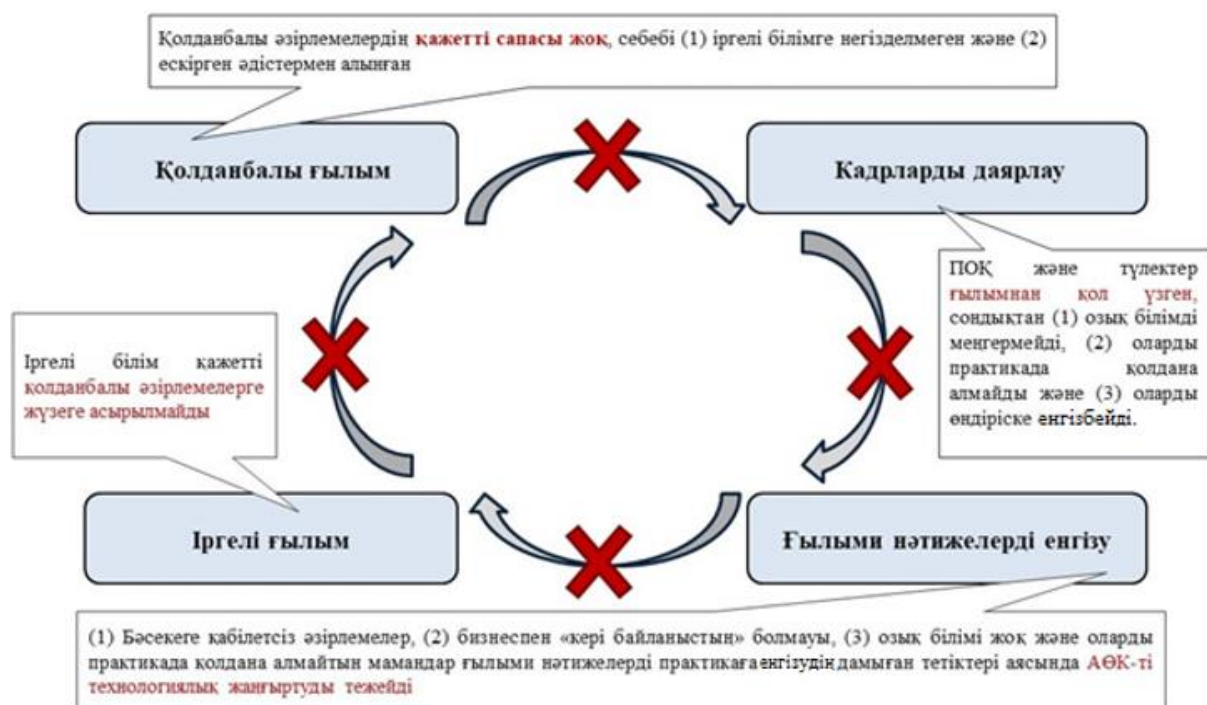 Қолданбалы әзірлемелердің қажетті сапасы жоқ, себебі (1) іргелі білімге негізделмеген және (2)
ескірген әдістермен алынған
Қолданбалы ғылым
Кадрларды даярлау
ПОҚ және түлектер
ғылымнан қол үзген,
сондықтан (1) озық білімді
меңгермейді, (2) оларды
практикада қолдана
алмайды және (3) оларды
өндіріске енгізбейді.
Іргелі білім қажетті
қолданбалы әзірлемелерге
жүзеге асырылмайды
Іргелі ғылым
Ғылыми нәтижелерді енгізу
(1) Бәсекеге қабілетсіз әзірлемелер, (2) бизнеспен «кері байланыстың» болмауы, (3) озық білімі жоқ және оларды
практикада қолдана алмайтын мамандар ғылыми нәтижелерді практикаға енгізудің дамыған тетіктері аясында АӨК-ті
технологиялық жаңғыртуды тежейді